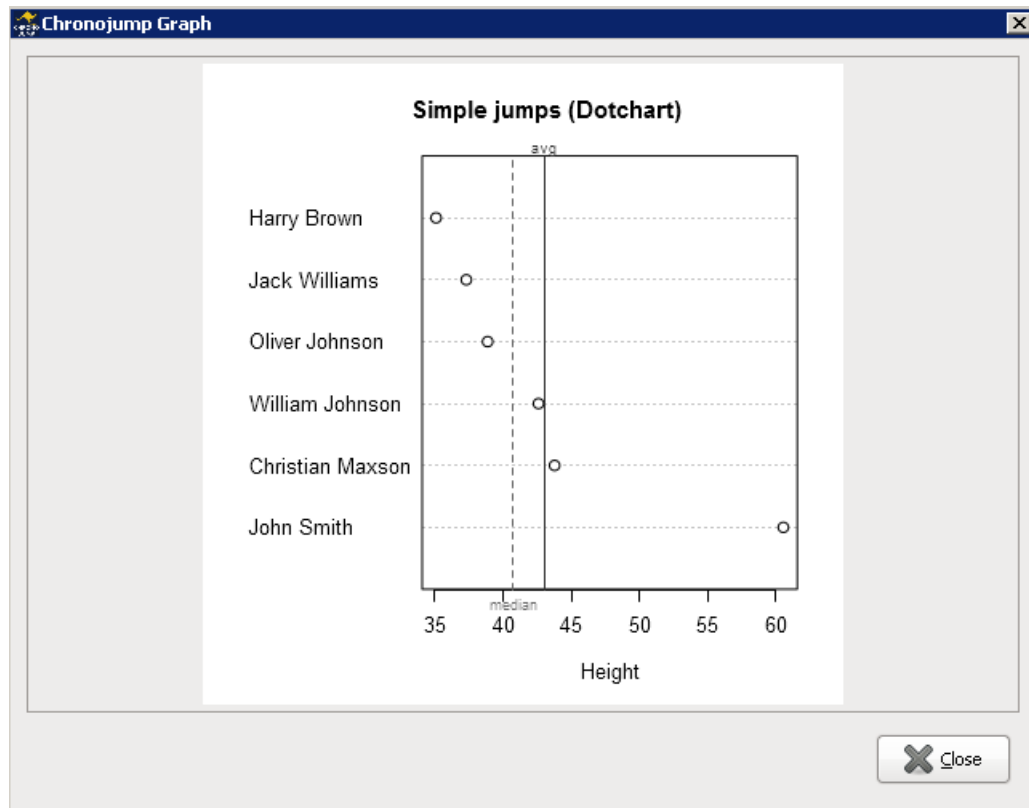 Chronojump Graph
Simple jumps (Dotchart)
avg
Harry Brown
Jack Williams
Oliver Johnson
William Johnson
Christian Maxson
John Smith
median
35 40 45 50 55 60
Height
Close